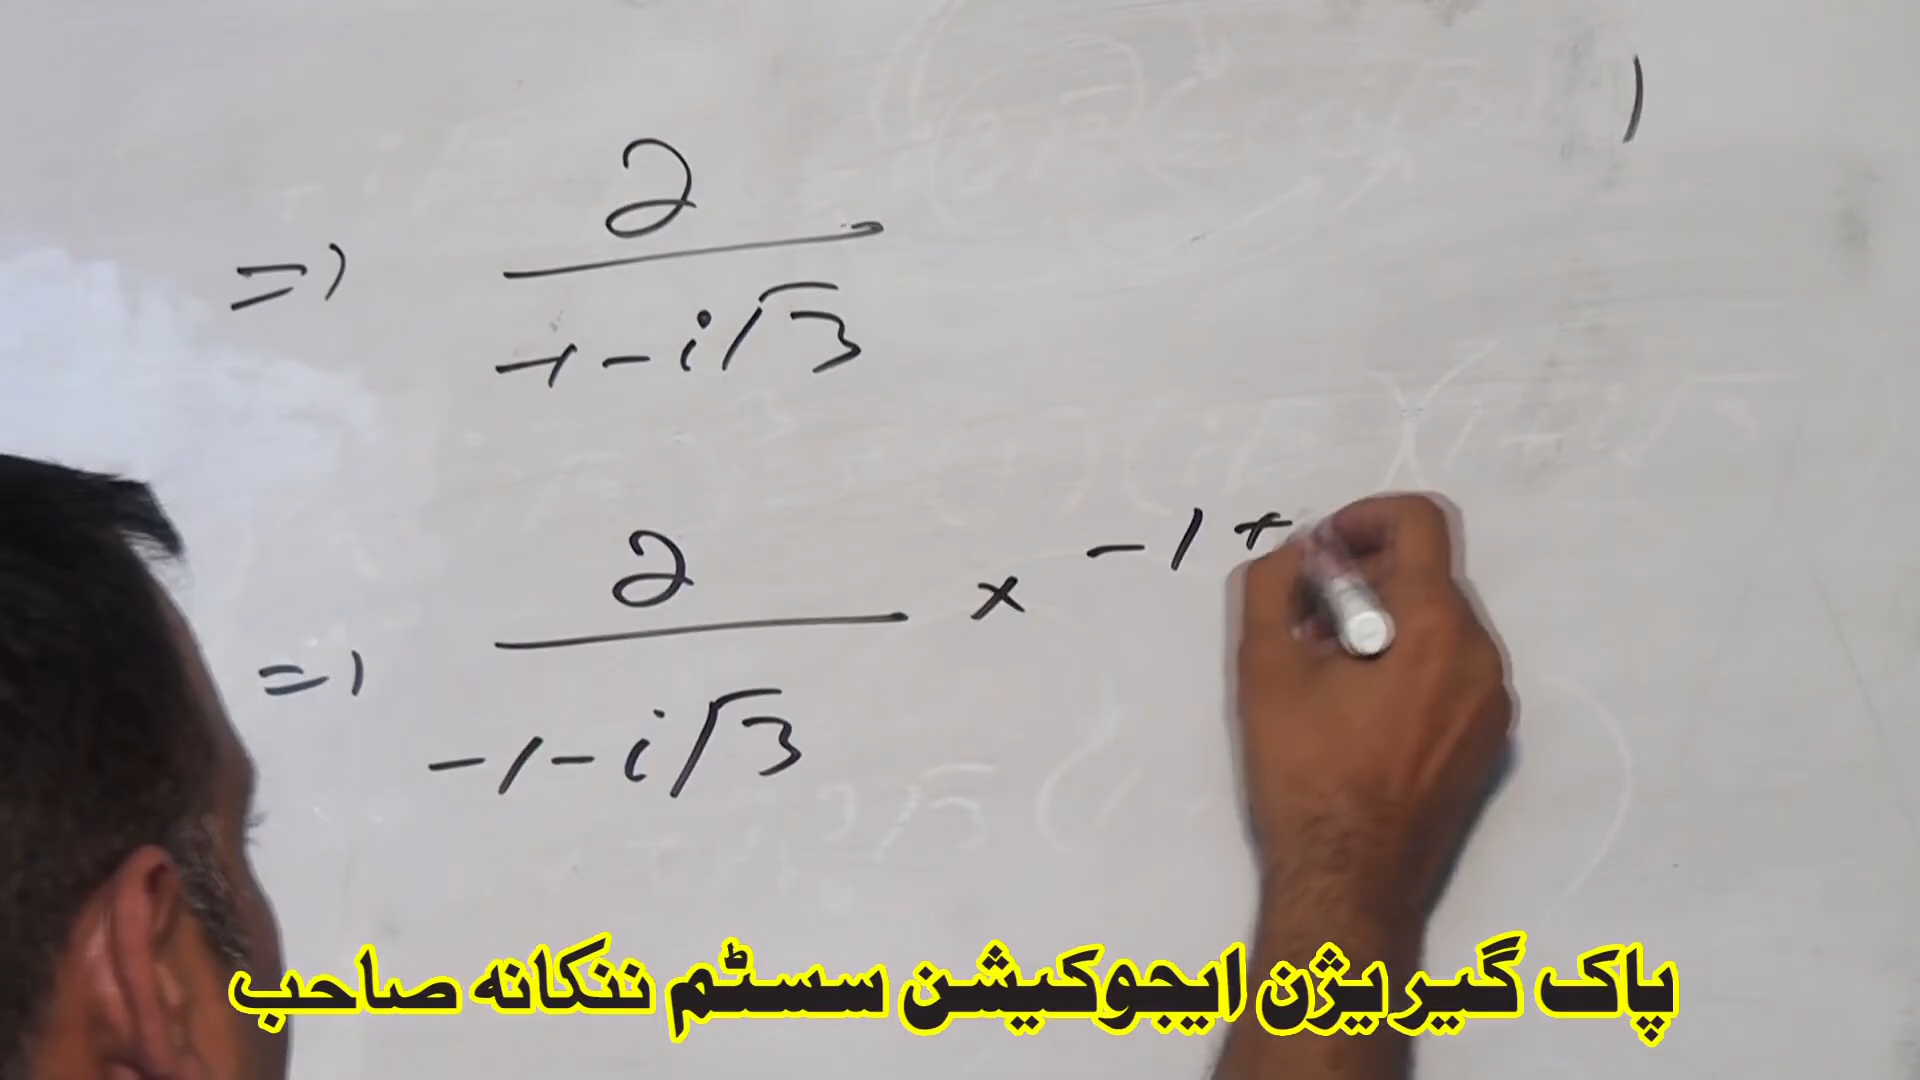 ⇒ 2 / (-1 - i√3)
⇒ 2 / (-1 - i√3) × -1 +
پاک گیریژن ایجوکیشن سسٹم ننکانہ صاحب